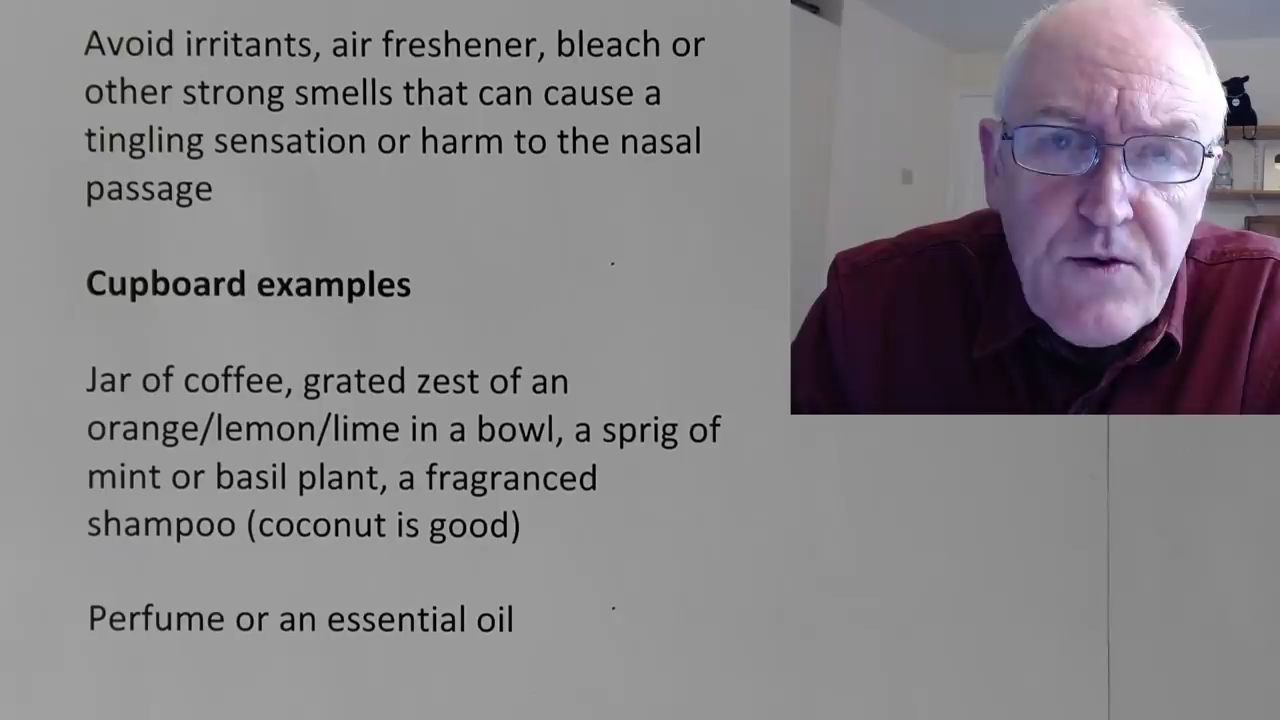 Avoid irritants, air freshener, bleach or
other strong smells that can cause a
tingling sensation or harm to the nasal
passage
Cupboard examples
Jar of coffee, grated zest of an
orange/lemon/lime in a bowl, a sprig of
mint or basil plant, a fragranced
shampoo (coconut is good)
Perfume or an essential oil